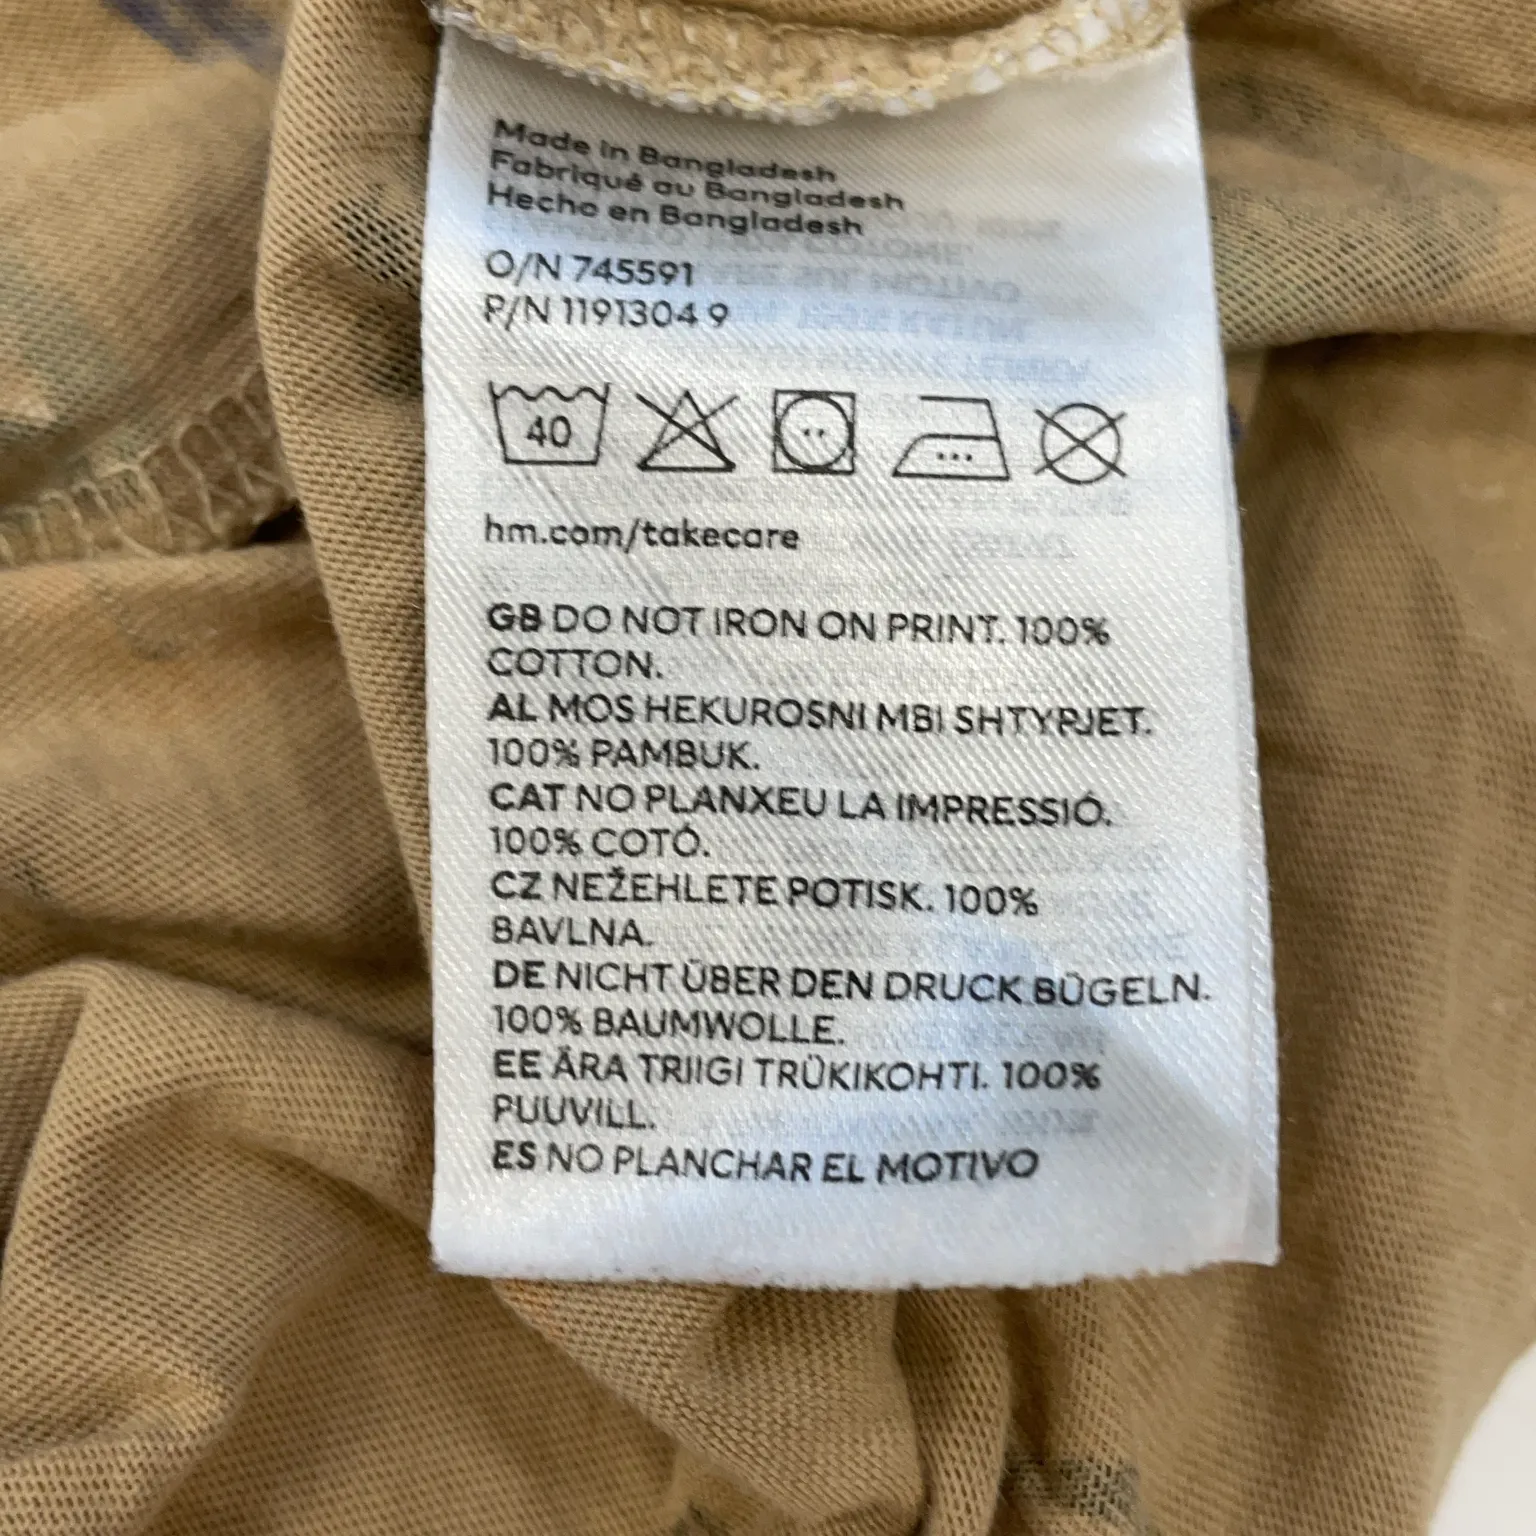 Made in Bangladesh
Fabriqué au Bangladesh
Hecho en Bangladesh
O/N 745591
P/N 1191304 9
40
hm.com/takecare
GB DO NOT IRON ON PRINT. 100%
COTTON.
AL MOS HEKUROSNI MBI SHTYPJET.
100% PAMBUK.
CAT NO PLANXEU LA IMPRESSIÓ.
100% COTÓ.
CZ NEŽEHLETE POTISK. 100%
BAVLNA.
DE NICHT ÜBER DEN DRUCK BÜGELN.
100% BAUMWOLLE.
EE ÄRA TRIIGI TRÜKIKOHTI. 100%
PUUVILL.
ES NO PLANCHAR EL MOTIVO